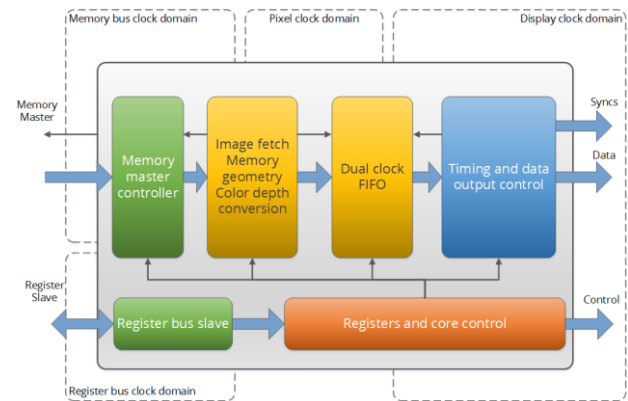 Memory bus clock domain
Pixel clock domain
Display clock domain
Memory
Master
Syncs
Data
Memory
master
controller
Image fetch
Memory
geometry
Color depth
conversion
Dual clock
FIFO
Timing and data
output control
Register
Slave
Control
Register bus slave
Registers and core control
Register bus clock domain